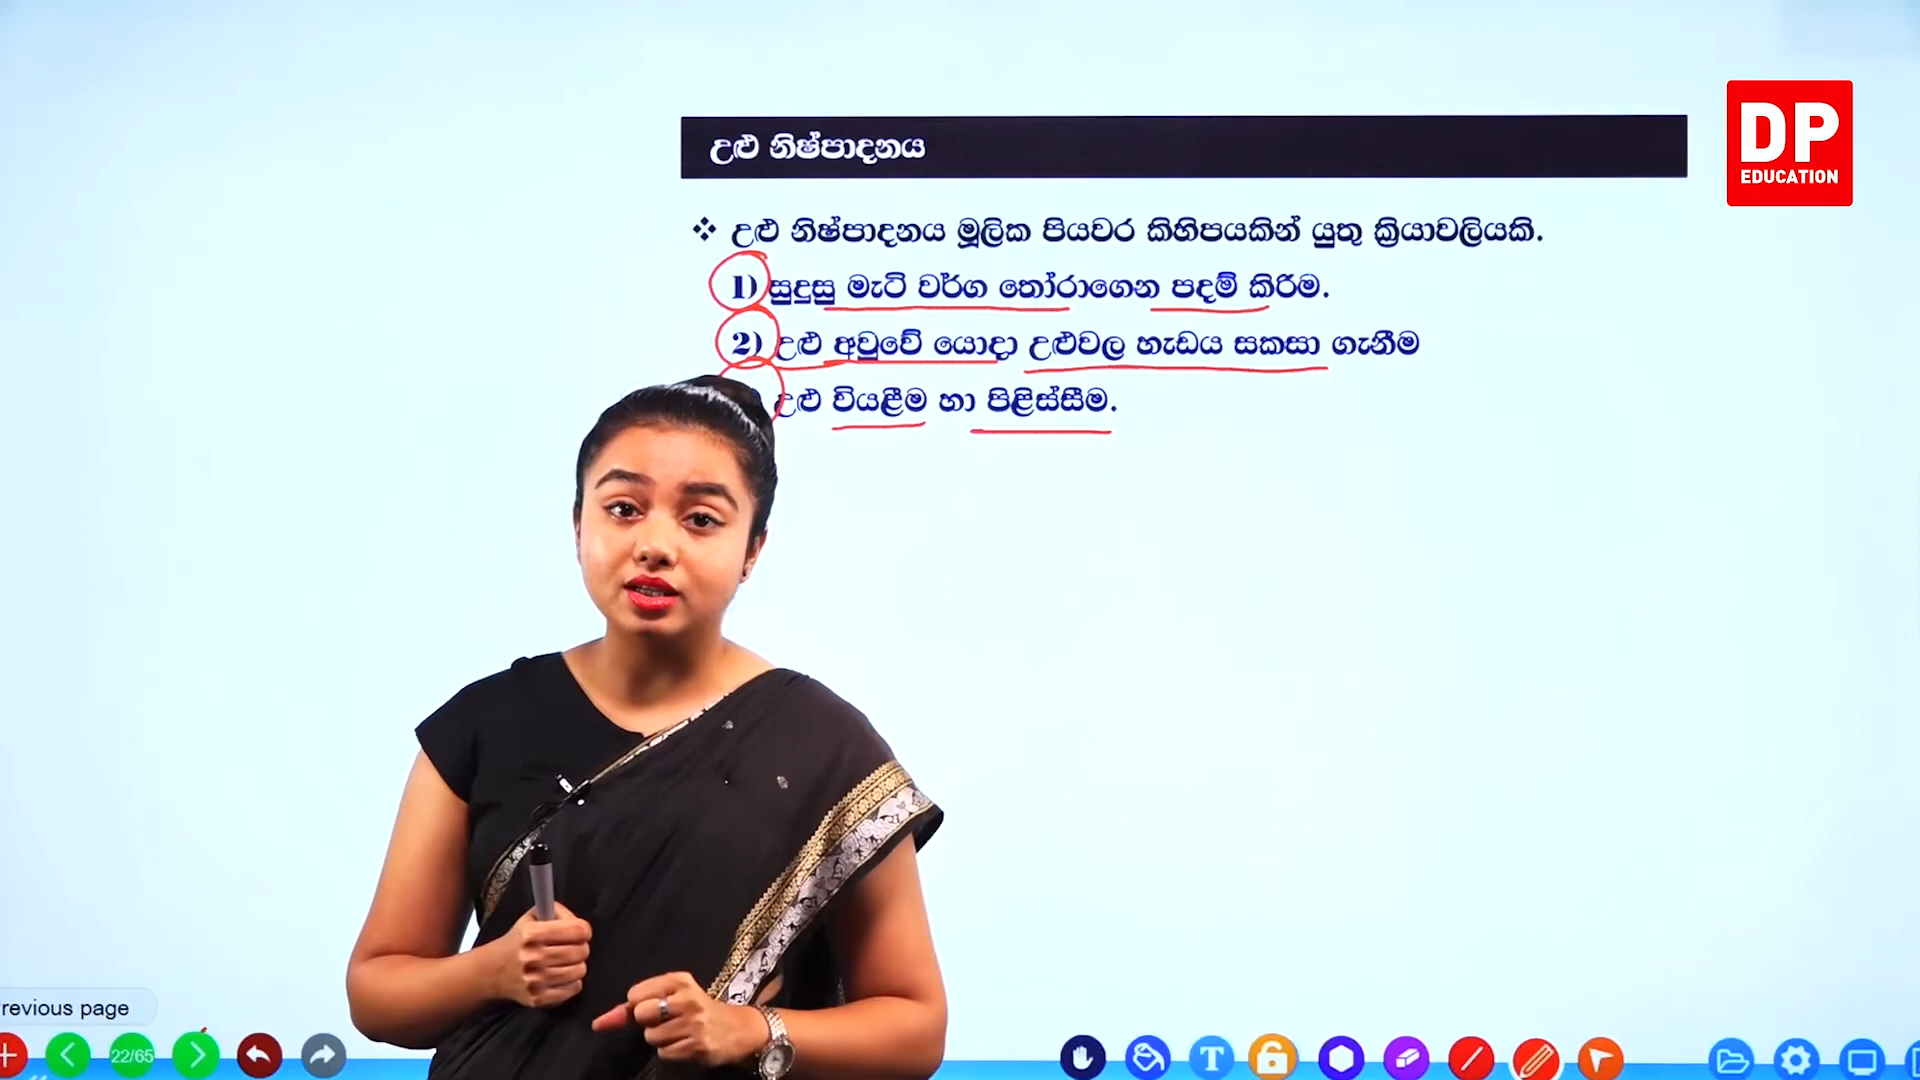 DP
EDUCATION
උළු නිෂ්පාදනය
❖ උළු නිෂ්පාදනය මූලික පියවර කිහිපයකින් යුතු ක්‍රියාවලියකි.
1) සුදුසු මැටි වර්ග තෝරාගෙන පදම් කිරීම.
2) උළු අච්චුවේ යොදා උළුවල හැඩය සකසා ගැනීම
උළු වියළීම හා පිළිස්සීම.
revious page
22/65
T